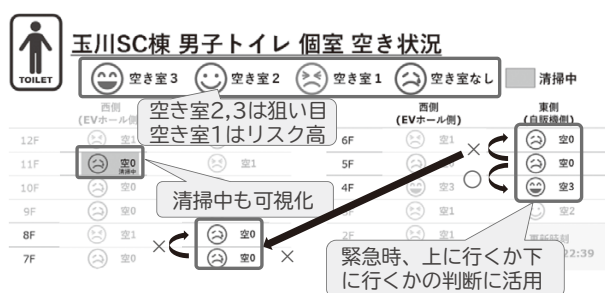 TOILET
玉川SC棟 男子トイレ 個室 空き状況
空き室3 空き室2 空き室1 空き室なし 清掃中
西側
(EVホール側)
西側
(EVホール側)
東側
(自販機側)
空き室2,3は狙い目
空き室1はリスク高
12F 空1
11F 空0 清掃中 空1
10F 空0
9F 空0
8F 空1 × 空0
7F 空0 空0 ×
6F 空1 × 空0
5F 空0
4F 空3 ○ 空3
空1 空2
2F 空1
更新時刻
22:39
清掃中も可視化
緊急時、上に行くか下
に行くかの判断に活用